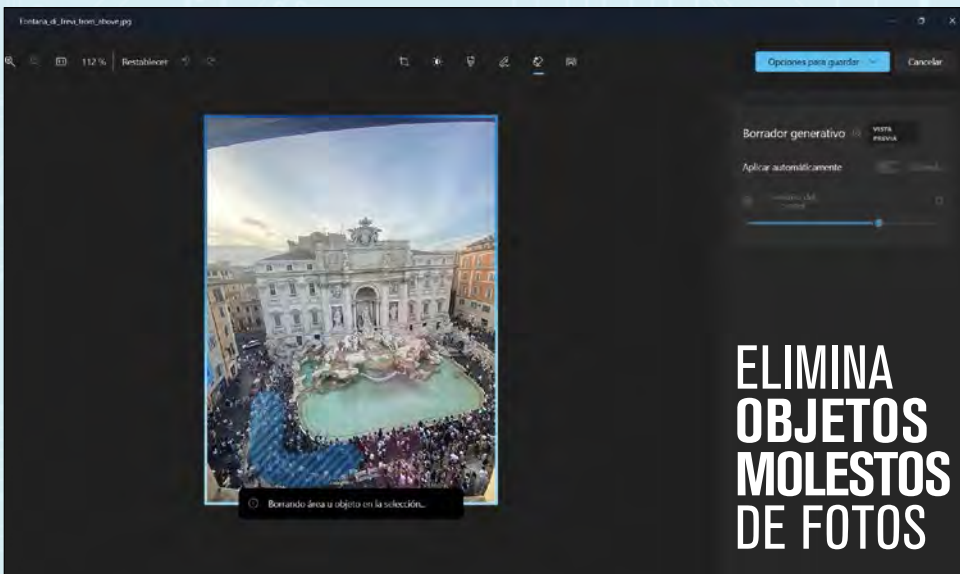 Fontana_di_Trevi_from_above.jpg
112 %
Restablecer
Opciones para guardar
Cancelar
Borrador generativo
VISTA
PREVIA
Aplicar automáticamente
Borrando área u objeto en la selección...
ELIMINA
OBJETOS
MOLESTOS
DE FOTOS